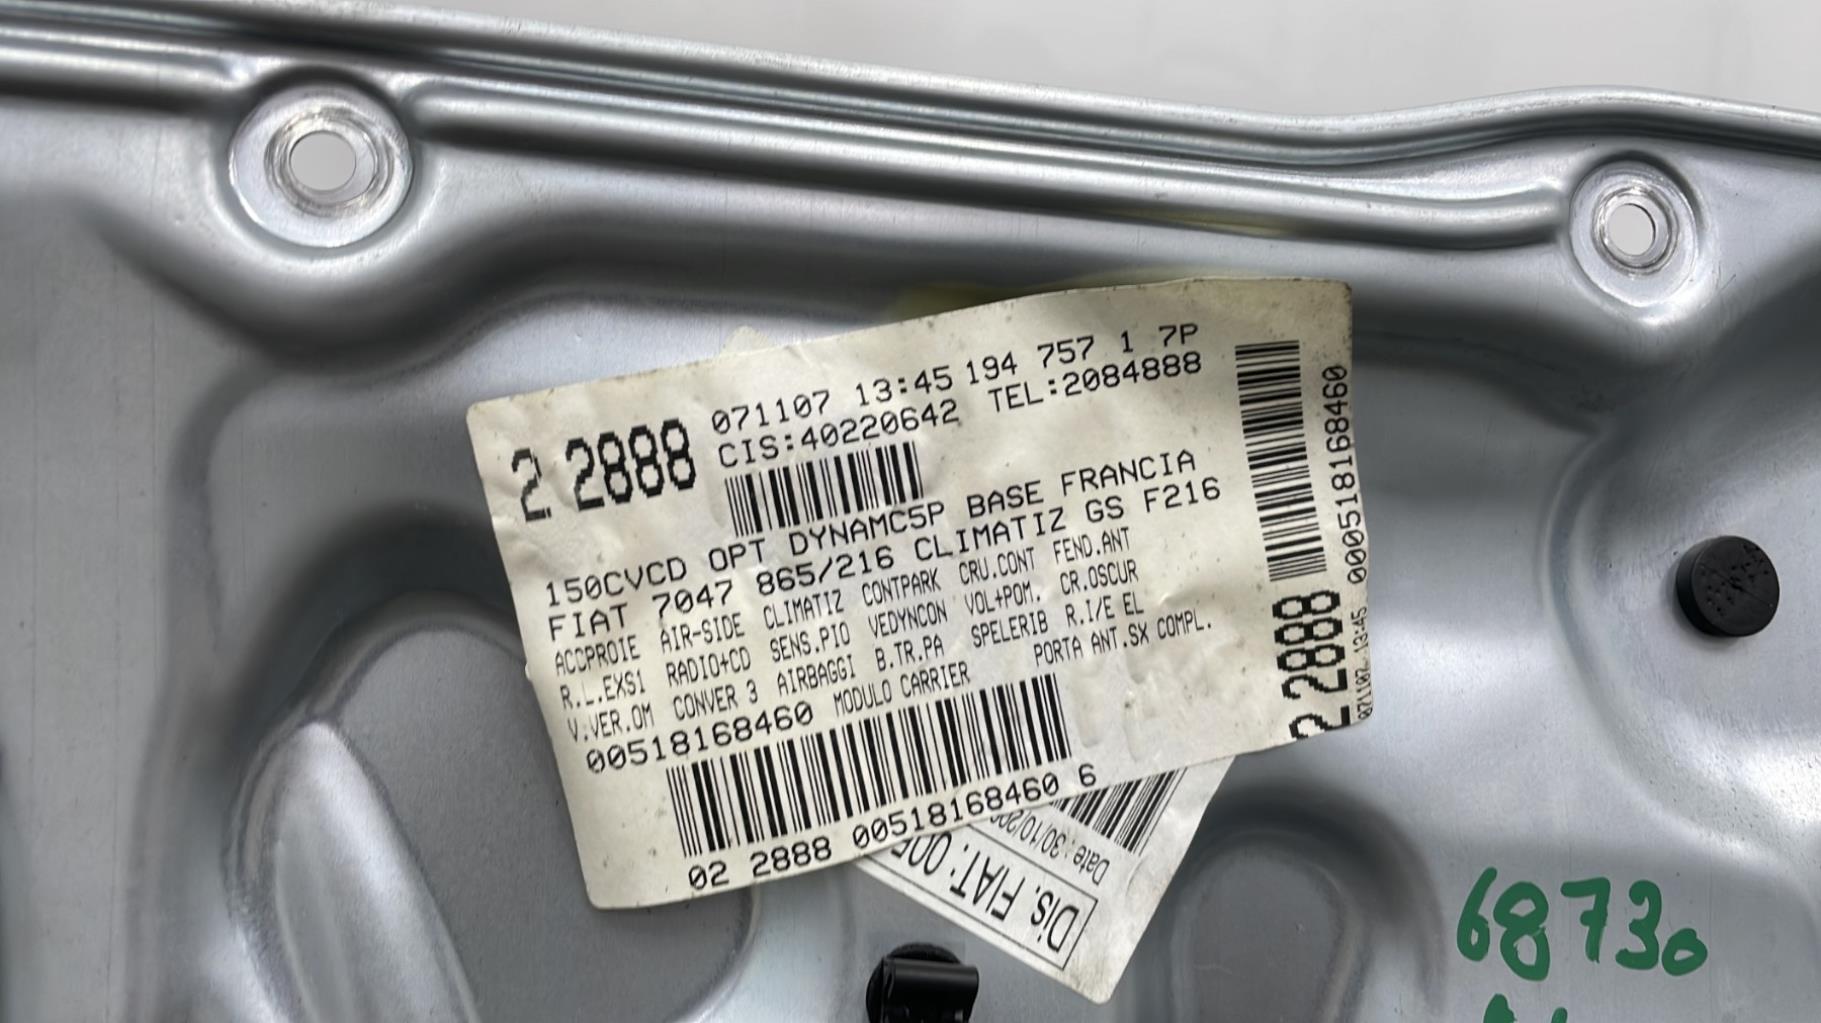 2 2888
071107 13:45 194 757 1 7P
CIS:40220642 TEL:2084888
150CVCD OPT DYNAMC5P BASE FRANCIA
FIAT 7047 865/216 CLIMATIZ GS F216
ACCPROIE AIR-SIDE CLIMATIZ CONTPARK CRU.CONT FEND.ANT
R.L.EXS1 RADIO+CD SENS.PIO VEDYNCON VOL+POM. CR.OSCUR
V:VER.OM CONVER 3 AIRBAGGI B.TR.PA SPELERIB R.I/E EL
00518168460 MODULO CARRIER PORTA ANT.SX COMPL.
02 2888 00518168460 6
000518168460
2 2888
071107 13:45
Date : 30/10/200
Dis. FIAT: 005
68730